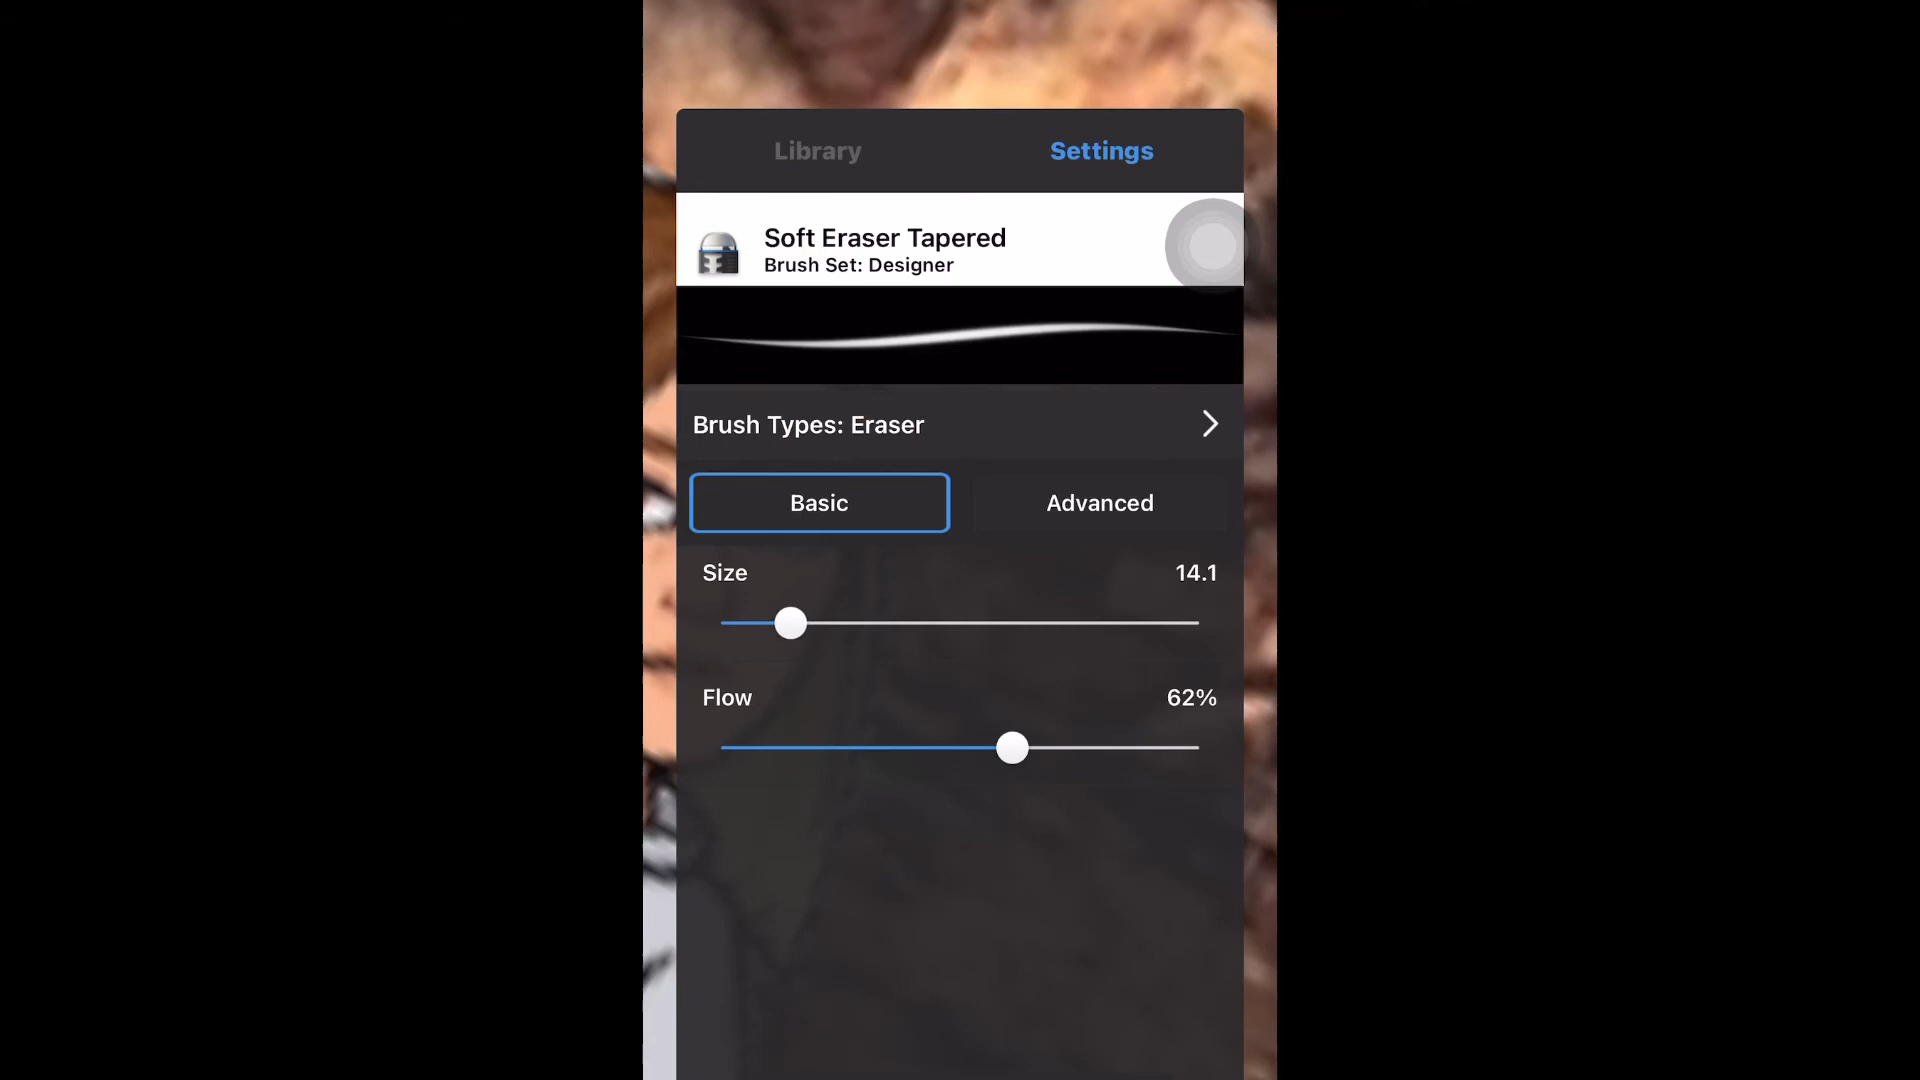 Library
Settings
Soft Eraser Tapered
Brush Set: Designer
Brush Types: Eraser
Basic
Advanced
Size
14.1
Flow
62%